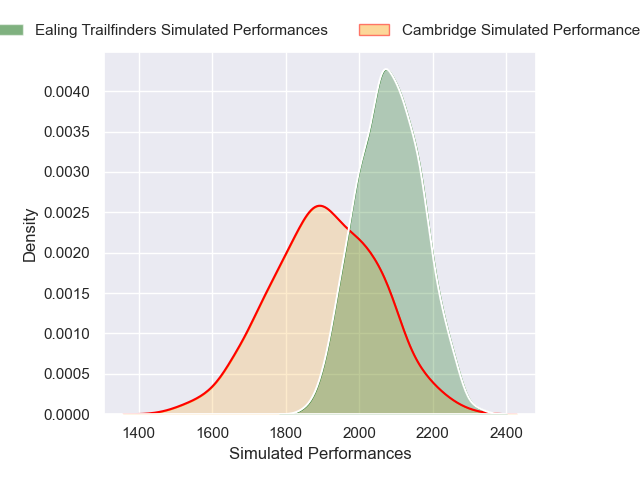 Ealing Trailfinders Simulated Performances
Cambridge Simulated Performance
0.0040
0.0035
0.0030
0.0025
0.0020
0.0015
0.0010
0.0005
0.0000
Density
1400 1600 1800 2000 2200 2400
Simulated Performances